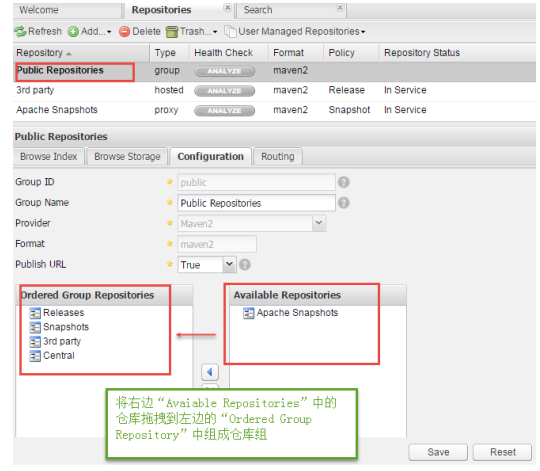 Welcome Repositories Search
Refresh Add... Delete Trash... User Managed Repositories
Repository Type Health Check Format Policy Repository Status
Public Repositories group ANALYZE maven2
3rd party hosted ANALYZE maven2 Release In Service
Apache Snapshots proxy ANALYZE maven2 Snapshot In Service
Public Repositories
Browse Index Browse Storage Configuration Routing
Group ID public
Group Name Public Repositories
Provider Maven2
Format maven2
Publish URL True
Ordered Group Repositories Available Repositories
Releases Apache Snapshots
Snapshots
3rd party
Central
将右边“Avaiable Repositories”中的
仓库拖拽到左边的“Ordered Group
Repository”中组成仓库组
Save Reset